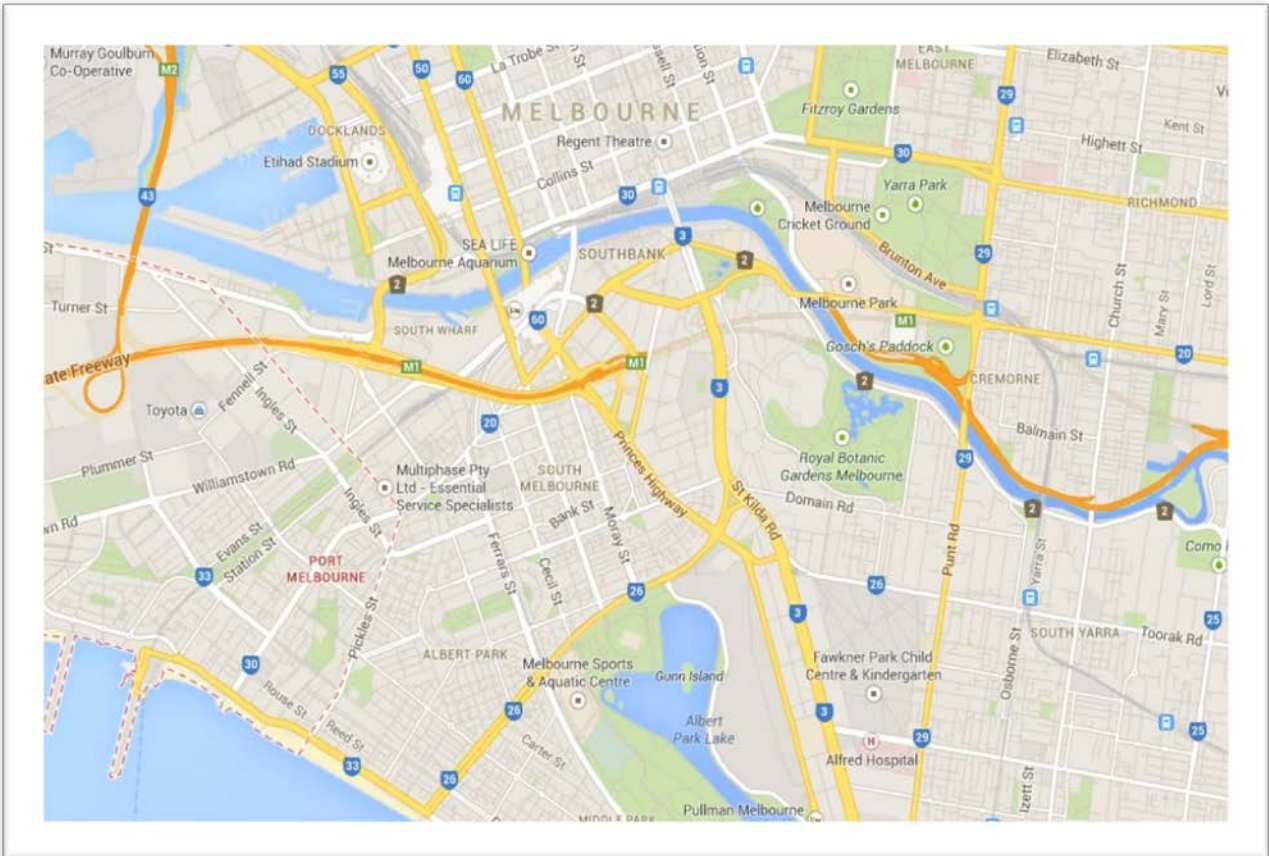 Murray Goulburn
Co-Operative
M2
55
50
60
La Trobe St
MELBOURNE
EAST
MELBOURNE
Elizabeth St
29
Fitzroy Gardens
Kent St
Highett St
DOCKLANDS
Etihad Stadium
Regent Theatre
Collins St
30
30
Yarra Park
43
Melbourne
Cricket Ground
RICHMOND
3
SEA LIFE
Melbourne Aquarium
SOUTHBANK
2
29
Brunton Ave
Church St
Mary St
Lord St
2
2
Turner St
SOUTH WHARF
60
Melbourne Park
M1
Gosch's Paddock
20
ate Freeway
M1
M1
Fennell St
Ingles St
Toyota
3
2
CREMORNE
20
Balmain St
Princes Highway
Plummer St
Williamstown Rd
Multiphase Pty
Ltd - Essential
Service Specialists
SOUTH
MELBOURNE
Royal Botanic
Gardens Melbourne
29
wn Rd
Ingles St
Bank St
Moray St
St Kilda Rd
Domain Rd
2
2
Evans St
Station St
PORT
MELBOURNE
Ferrars St
Cecil St
Punt Rd
Yarra St
Como
33
26
26
3
25
Pickles St
SOUTH YARRA
Toorak Rd
30
ALBERT PARK
Melbourne Sports
& Aquatic Centre
Gunn Island
Fawkner Park Child
Centre & Kindergarten
Osborne St
Rouse St
Reed St
26
Albert
Park Lake
3
29
25
33
Carter St
H
Alfred Hospital
26
Izett St
Pullman Melbourne
MIDDLE PARK